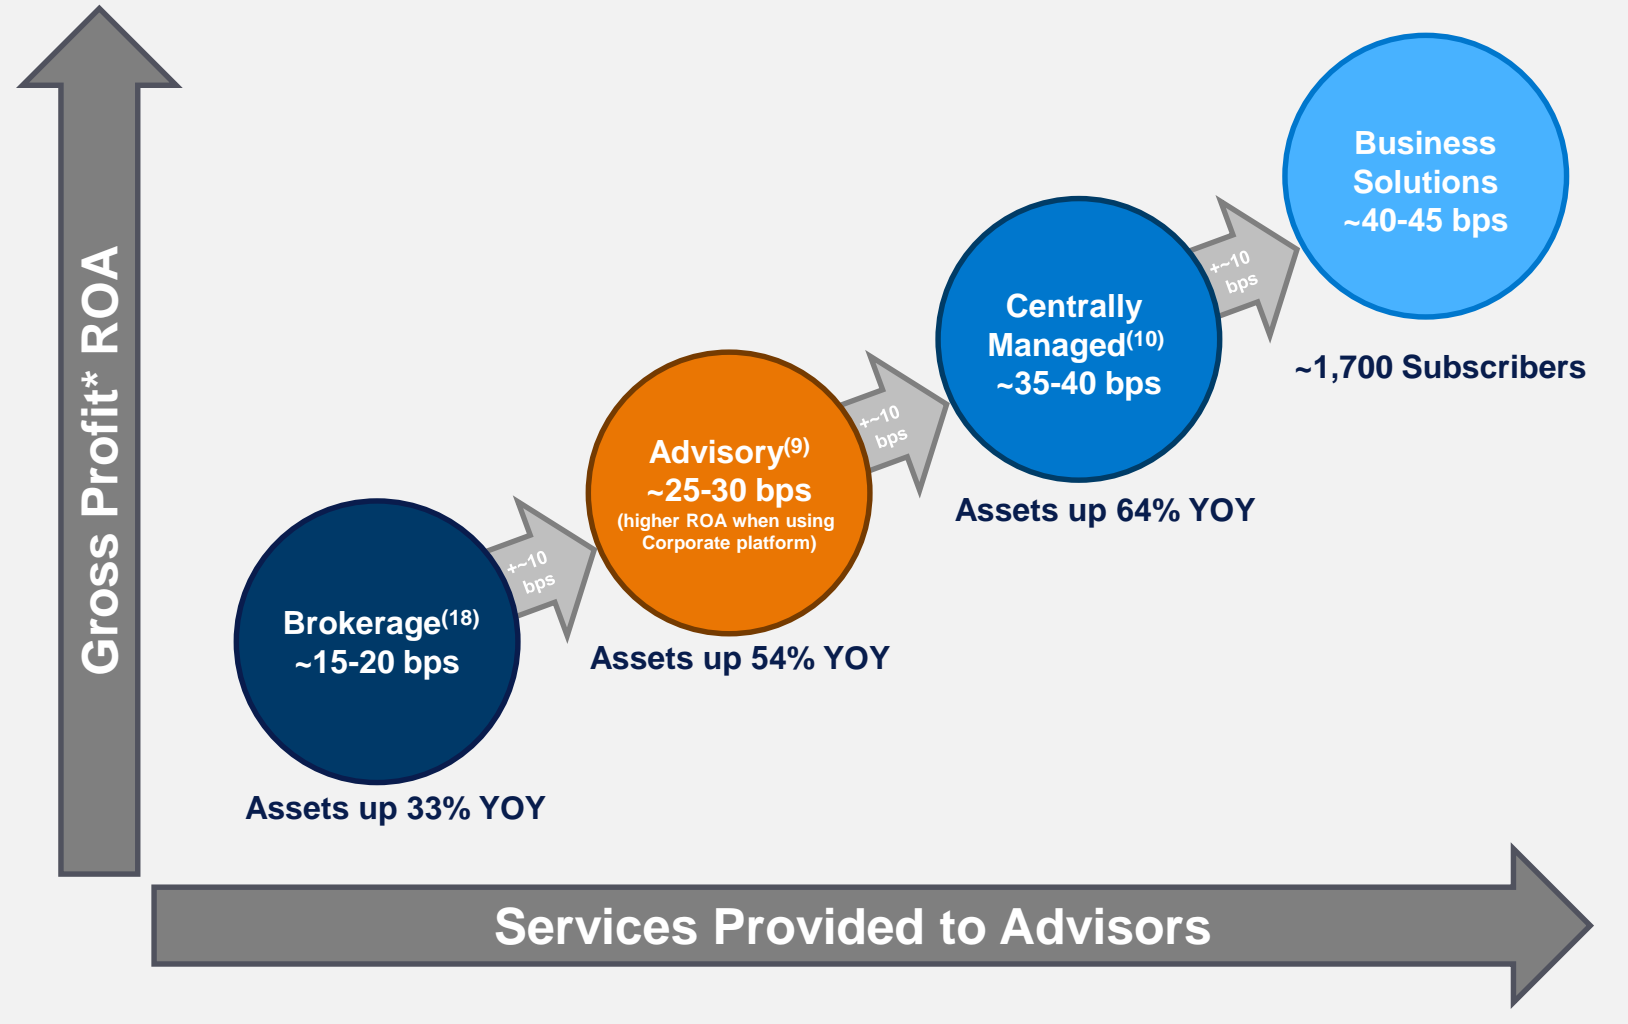 Gross Profit* ROA
Brokerage(18)
~15-20 bps
Assets up 33% YOY
+~10
bps
Advisory(9)
~25-30 bps
(higher ROA when using
Corporate platform)
Assets up 54% YOY
+~10
bps
Centrally
Managed(10)
~35-40 bps
Assets up 64% YOY
+~10
bps
Business
Solutions
~40-45 bps
~1,700 Subscribers
Services Provided to Advisors